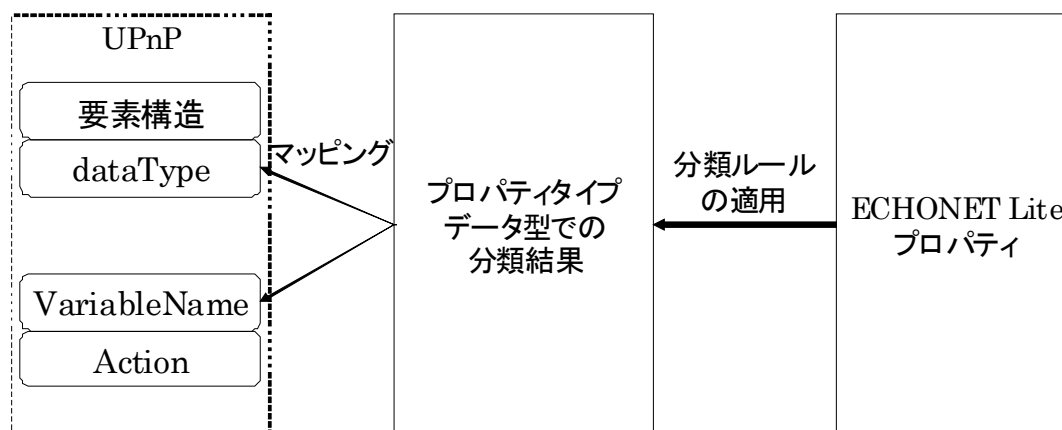 UPnP
要素構造
dataType
VariableName
Action
マッピング
プロパティタイプ
データ型での
分類結果
分類ルール
の適用
ECHONET Lite
プロパティ